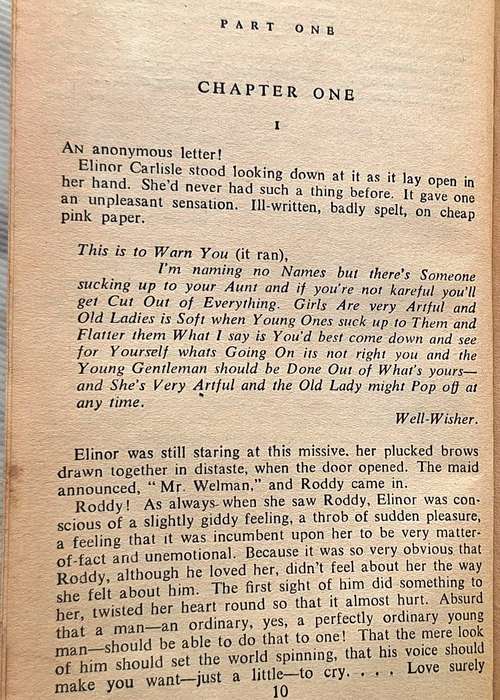 PART ONE
CHAPTER ONE
I
AN anonymous letter!
Elinor Carlisle stood looking down at it as it lay open in
her hand. She'd never had such a thing before. It gave one
an unpleasant sensation. Ill-written, badly spelt, on cheap
pink paper.
This is to Warn You (it ran),
I'm naming no Names but there's Someone
sucking up to your Aunt and if you're not kareful you'll
get Cut Out of Everything. Girls Are very Artful and
Old Ladies is Soft when Young Ones suck up to Them and
Flatter them What I say is You'd best come down and see
for Yourself whats Going On its not right you and the
Young Gentleman should be Done Out of What's yours—
and She's Very Artful and the Old Lady might Pop off at
any time.
Well-Wisher.
Elinor was still staring at this missive, her plucked brows
drawn together in distaste, when the door opened. The maid
announced, "Mr. Welman," and Roddy came in.
Roddy! As always when she saw Roddy, Elinor was con-
scious of a slightly giddy feeling, a throb of sudden pleasure,
a feeling that it was incumbent upon her to be very matter-
of-fact and unemotional. Because it was so very obvious that
Roddy, although he loved her, didn't feel about her the way
she felt about him. The first sight of him did something to
her, twisted her heart round so that it almost hurt. Absurd
that a man—an ordinary, yes, a perfectly ordinary young
man—should be able to do that to one! That the mere look
of him should set the world spinning, that his voice should
make you want—just a little—to cry. . . . Love surely
10